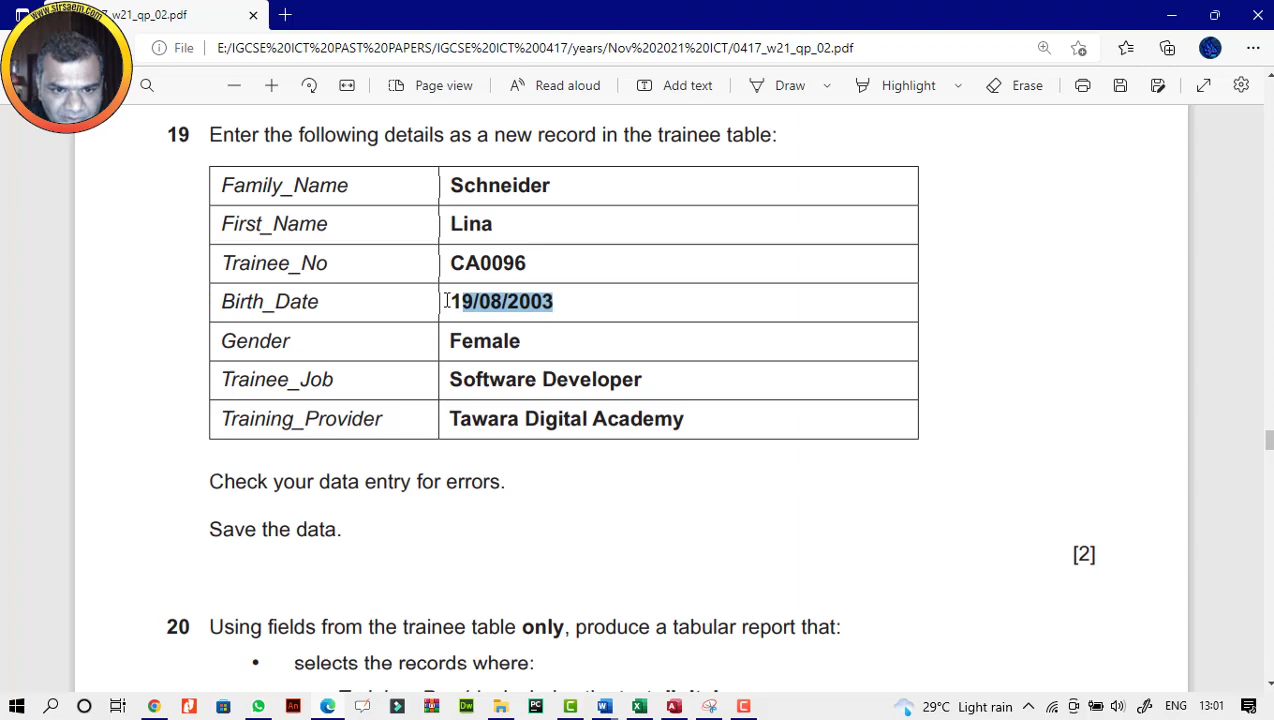 www.sirsaem.com
_w21_qp_02.pdf
File E:/IGCSE%20ICT%20PAST%20PAPERS/IGCSE%20ICT%200417/years/Nov%202021%20ICT/0417_w21_qp_02.pdf
Page view Read aloud Add text Draw Highlight Erase
19 Enter the following details as a new record in the trainee table:
Family_Name Schneider
First_Name Lina
Trainee_No CA0096
Birth_Date 19/08/2003
Gender Female
Trainee_Job Software Developer
Training_Provider Tawara Digital Academy
Check your data entry for errors.
Save the data.
[2]
20 Using fields from the trainee table only, produce a tabular report that:
• selects the records where:
29°C Light rain ENG 13:01